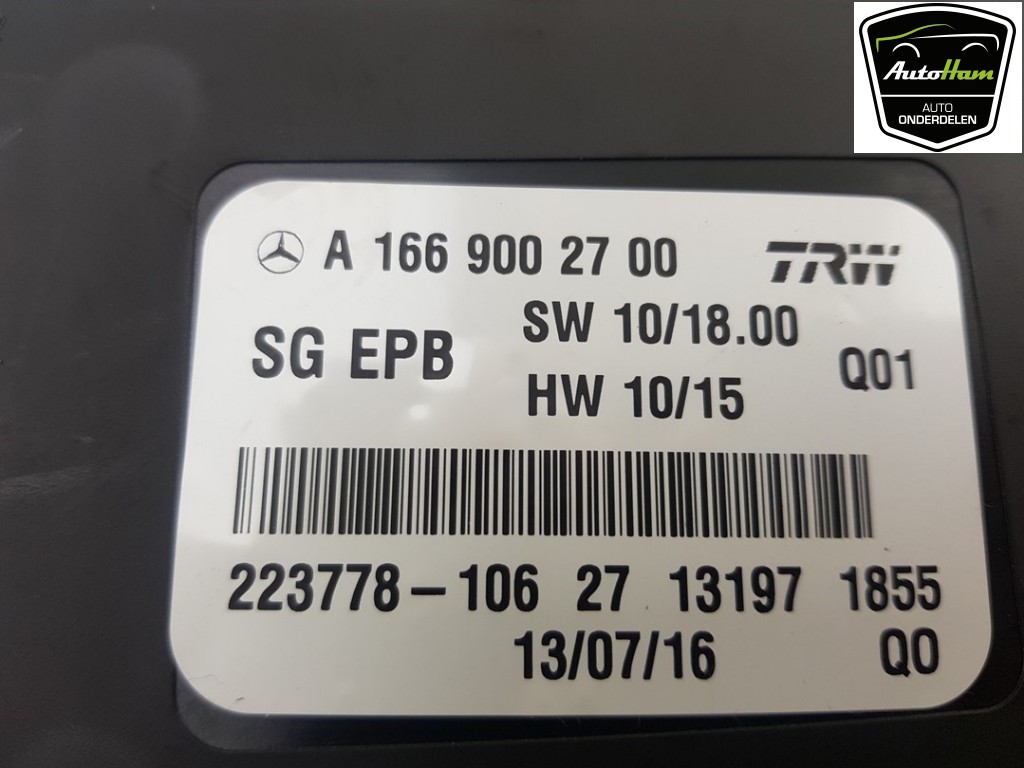 AutoHam
AUTO
ONDERDELEN
A 166 900 27 00 TRW
SG EPB SW 10/18.00
HW 10/15 Q01
223778-106 27 13197 1855
13/07/16 Q0